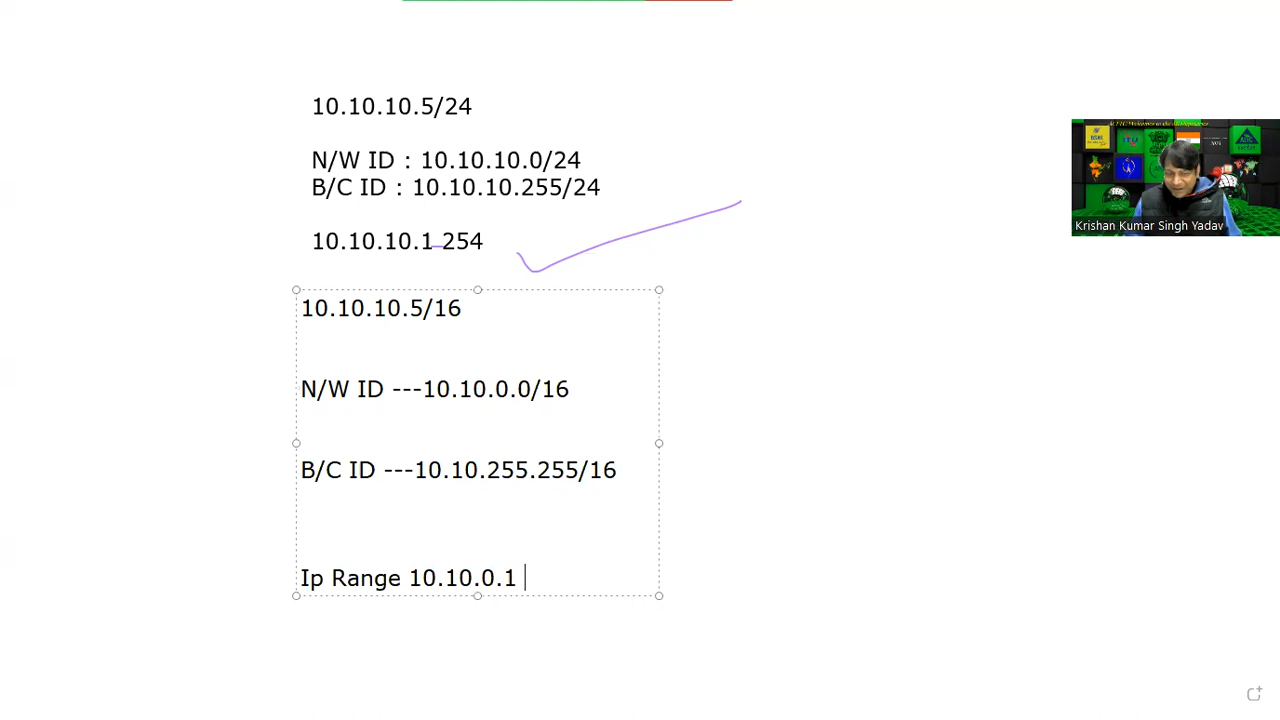 10.10.10.5/24
N/W ID : 10.10.10.0/24
B/C ID : 10.10.10.255/24
10.10.10.1 254
10.10.10.5/16
N/W ID ---10.10.0.0/16
B/C ID ---10.10.255.255/16
Ip Range 10.10.0.1
Krishan Kumar Singh Yadav